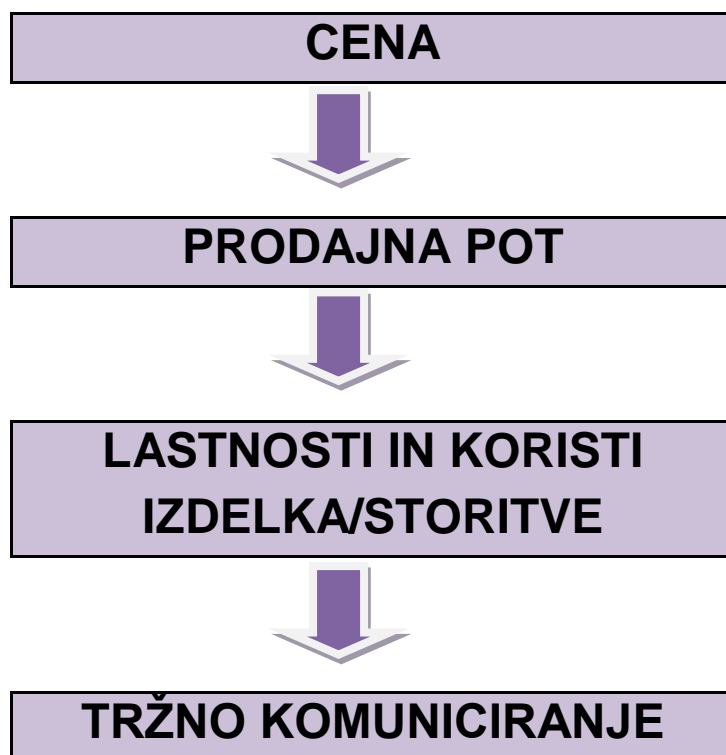 CENA
PRODAJNA POT
LASTNOSTI IN KORISTI
IZDELKA/STORITVE
TRŽNO KOMUNICIRANJE